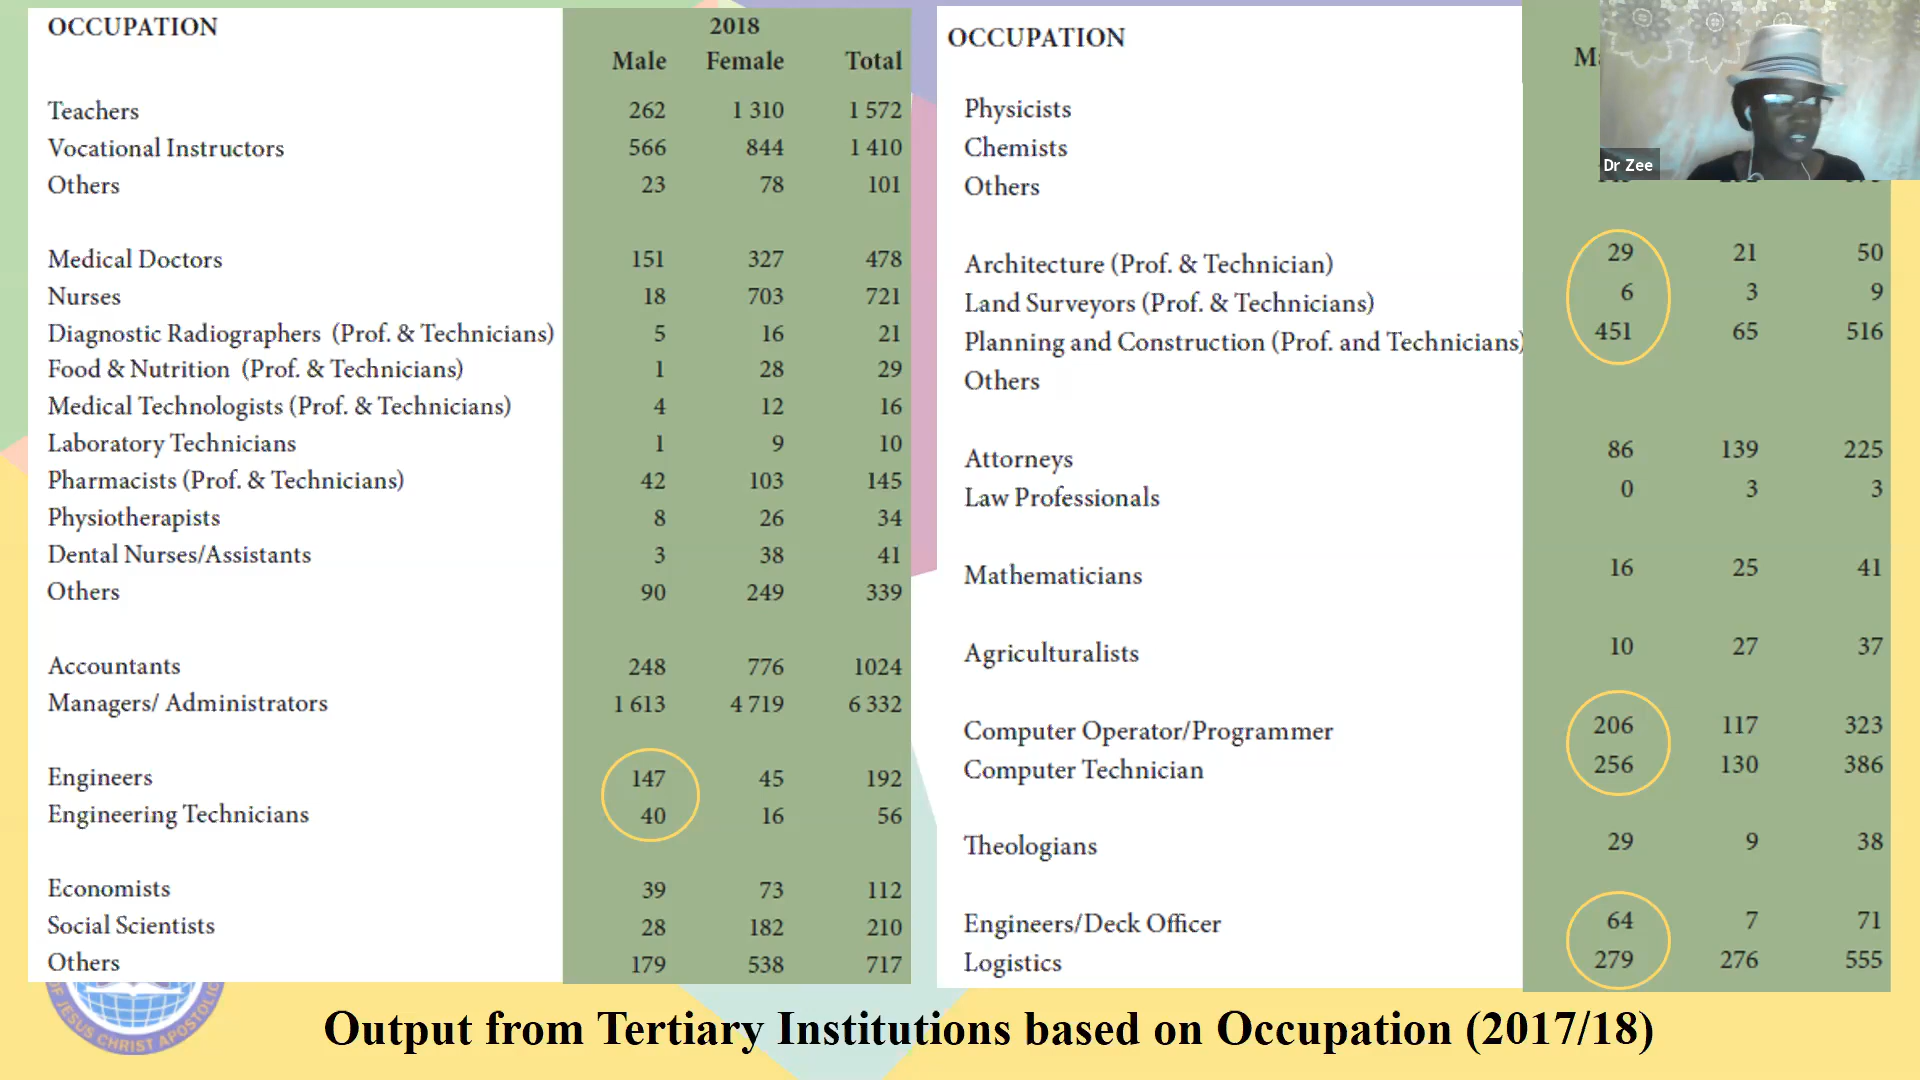 OCCUPATION 2018
Male Female Total
Teachers 262 1 310 1 572
Vocational Instructors 566 844 1 410
Others 23 78 101
Medical Doctors 151 327 478
Nurses 18 703 721
Diagnostic Radiographers (Prof. & Technicians) 5 16 21
Food & Nutrition (Prof. & Technicians) 1 28 29
Medical Technologists (Prof. & Technicians) 4 12 16
Laboratory Technicians 1 9 10
Pharmacists (Prof. & Technicians) 42 103 145
Physiotherapists 8 26 34
Dental Nurses/Assistants 3 38 41
Others 90 249 339
Accountants 248 776 1024
Managers/ Administrators 1 613 4 719 6 332
Engineers 147 45 192
Engineering Technicians 40 16 56
Economists 39 73 112
Social Scientists 28 182 210
Others 179 538 717
OCCUPATION
Physicists
Chemists
Others
Architecture (Prof. & Technician) 29 21 50
Land Surveyors (Prof. & Technicians) 6 3 9
Planning and Construction (Prof. and Technicians) 451 65 516
Others
Attorneys 86 139 225
Law Professionals 0 3 3
Mathematicians 16 25 41
Agriculturalists 10 27 37
Computer Operator/Programmer 206 117 323
Computer Technician 256 130 386
Theologians 29 9 38
Engineers/Deck Officer 64 7 71
Logistics 279 276 555
Dr Zee
OF JESUS CHRIST APOSTOLIC
Output from Tertiary Institutions based on Occupation (2017/18)